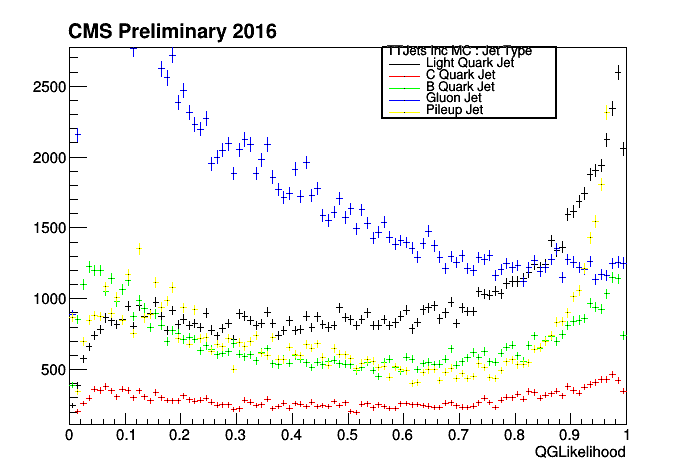 CMS Preliminary 2016
TTJets inc MC : Jet Type
Light Quark Jet
C Quark Jet
B Quark Jet
Gluon Jet
Pileup Jet
2500
2000
1500
1000
500
0 0.1 0.2 0.3 0.4 0.5 0.6 0.7 0.8 0.9 1
QGLikelihood